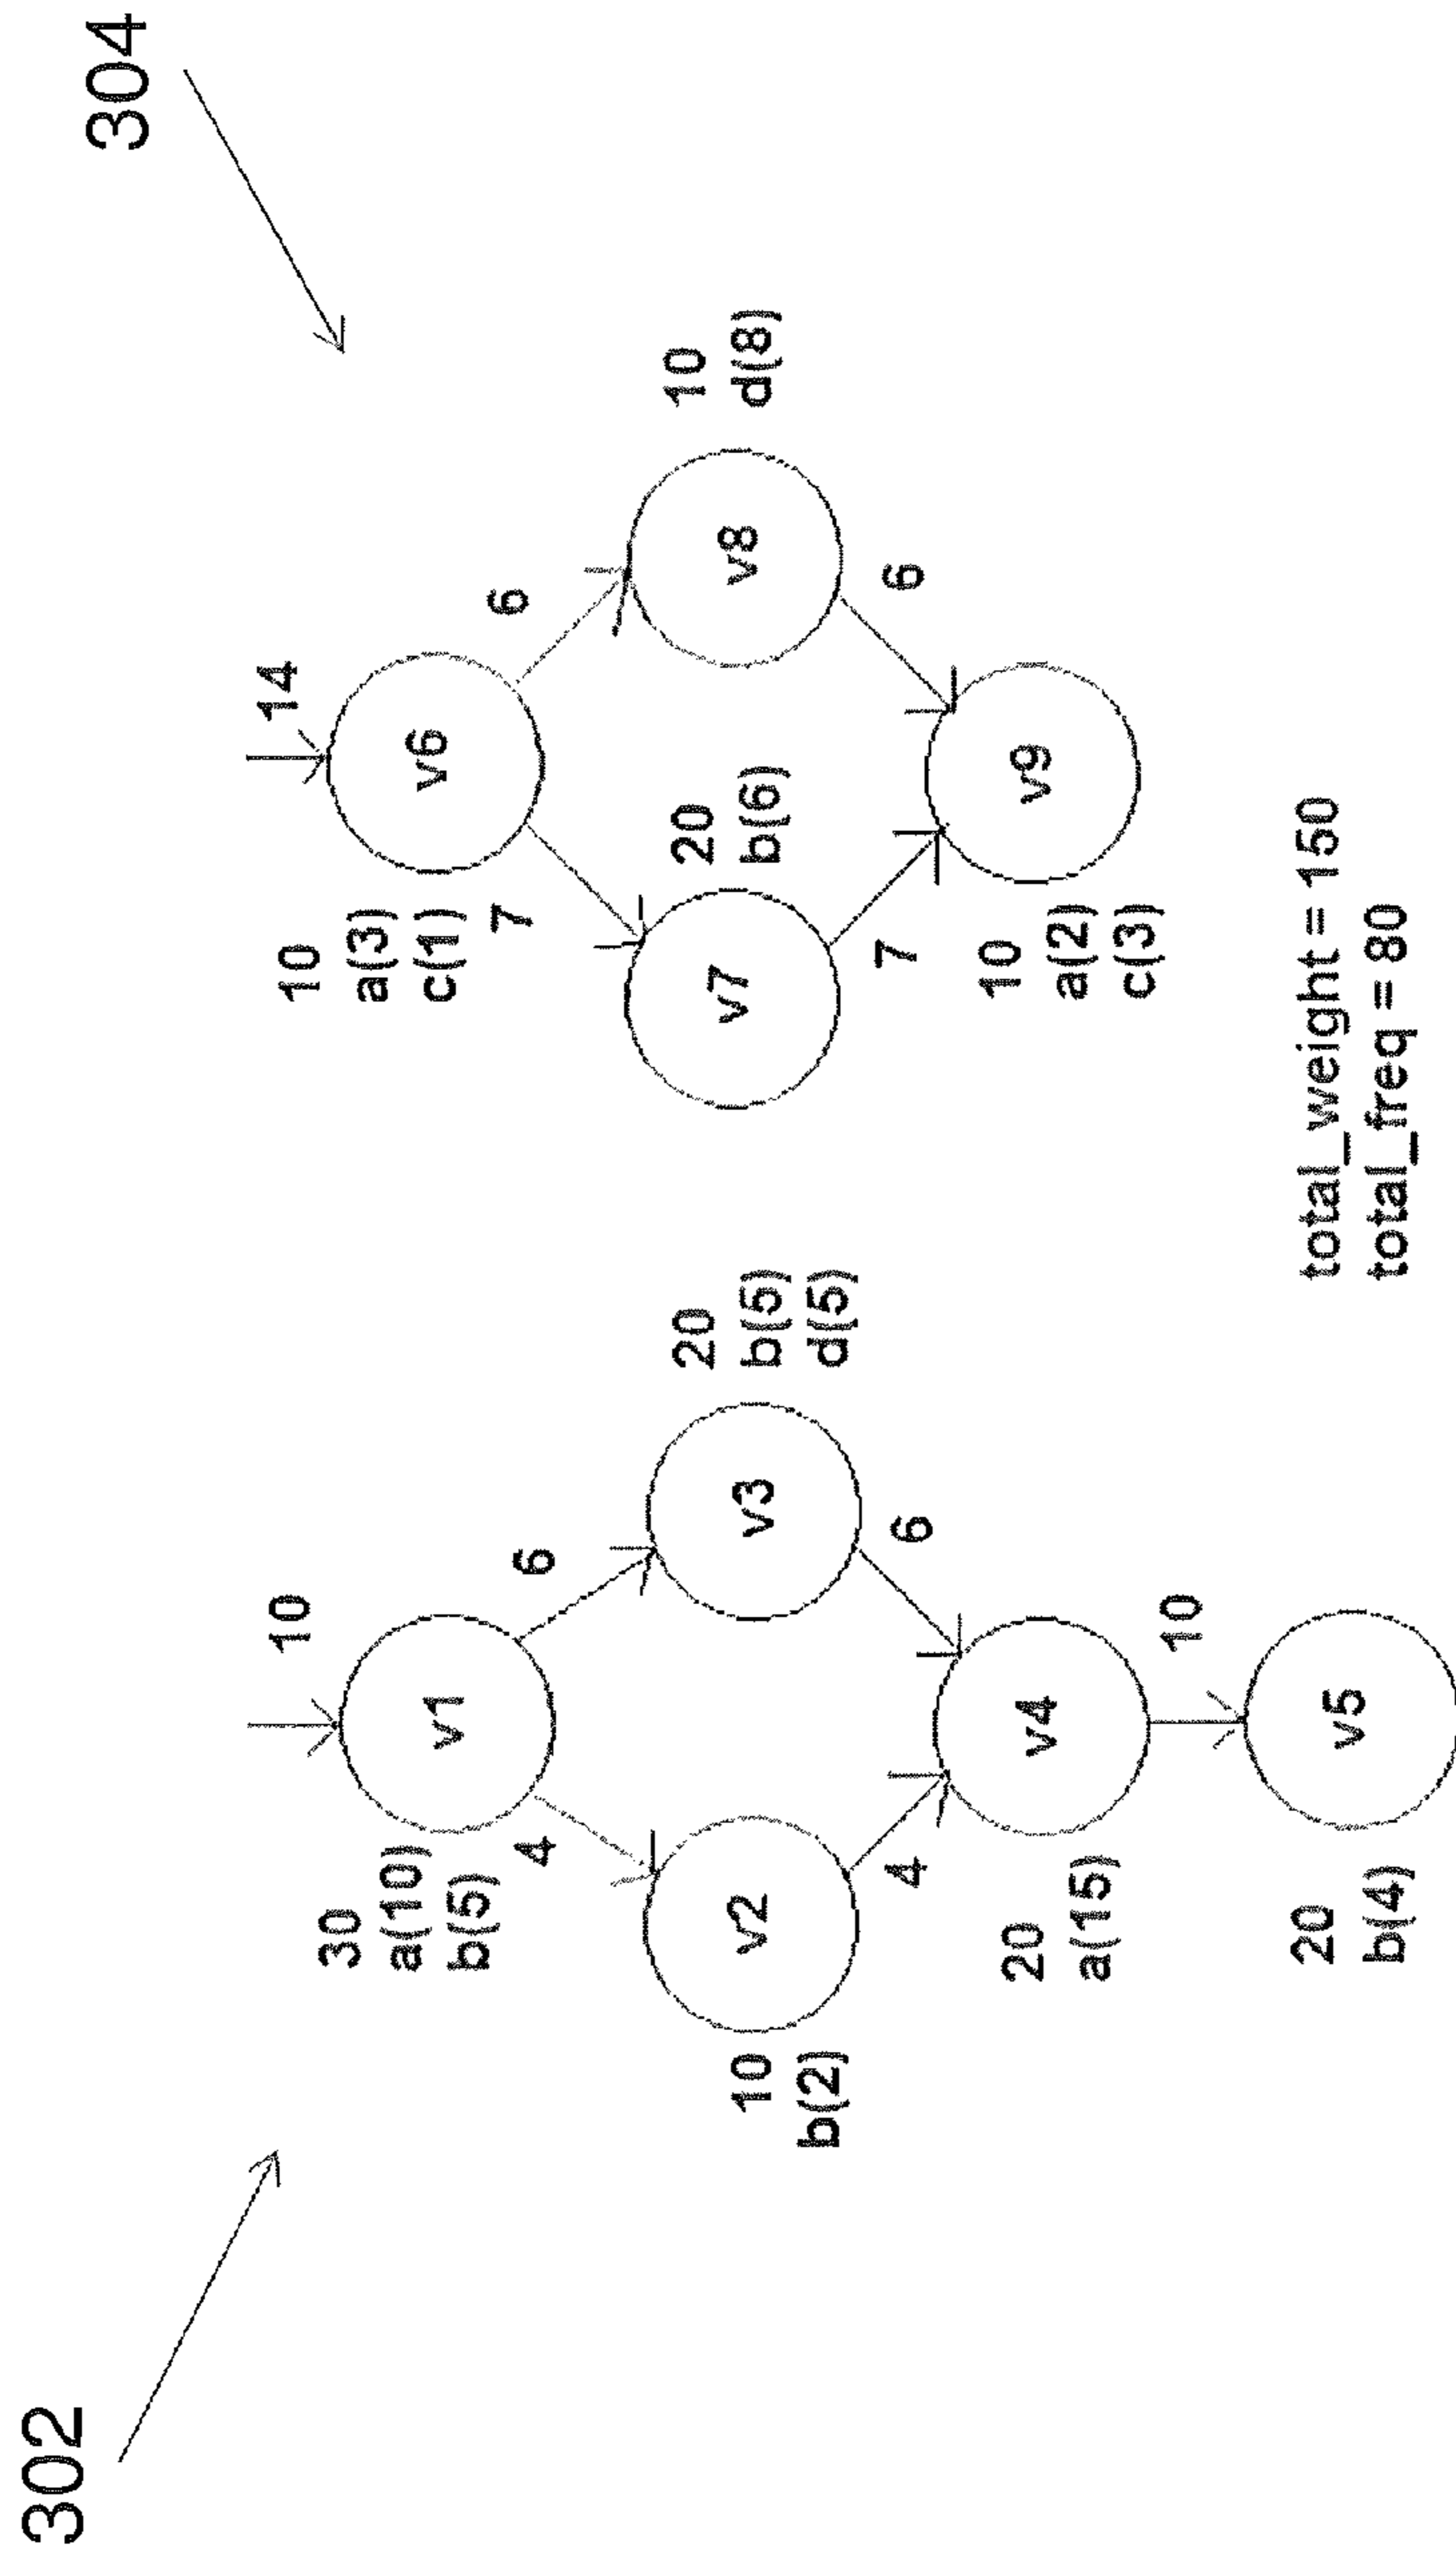 302
304
10
30
a(10)
b(5)
v1
4
6
10
b(2)
v2
v3
20
b(5)
d(5)
4
6
20
a(15)
v4
10
20
b(4)
v5
14
10
a(3)
c(1)
v6
7
6
v7
20
b(6)
v8
10
d(8)
7
6
10
a(2)
c(3)
v9
total_weight = 150
total_freq = 80